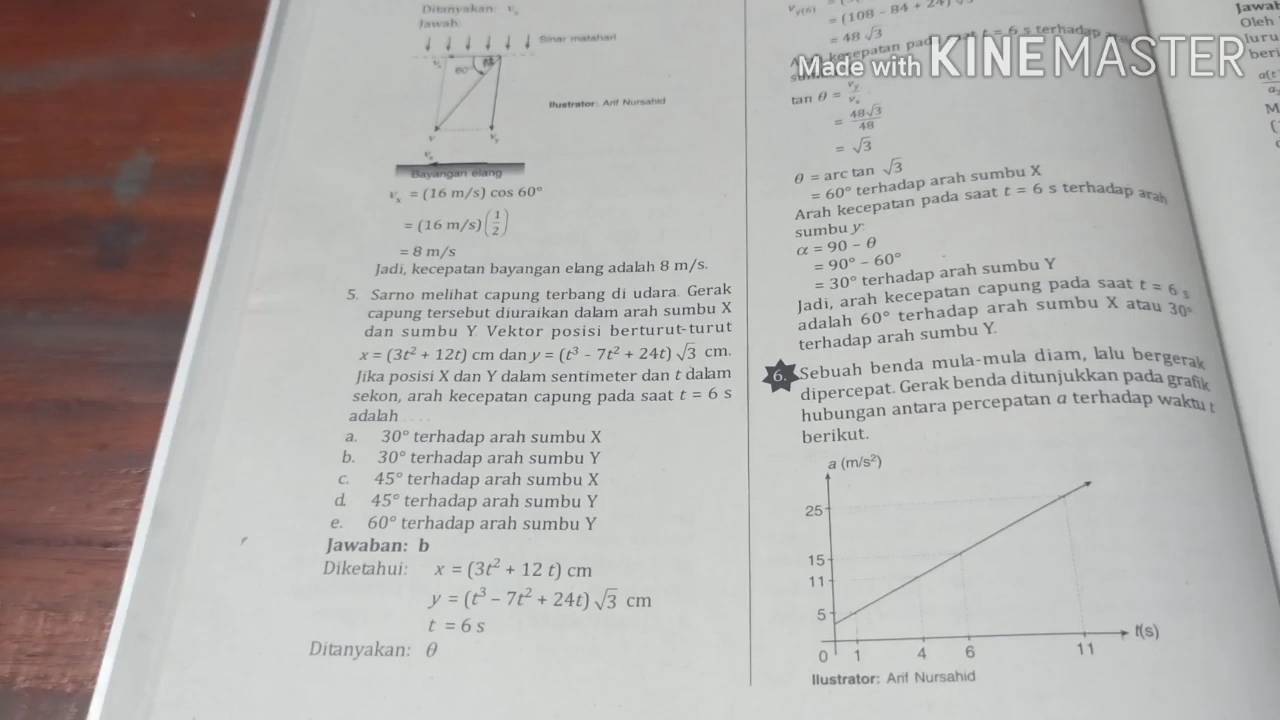 Ditanyakan: vₓ
Jawab:
Sinar matahari
60°
Ilustrator: Arif Nursahid
v
vᵧ
vₓ
Bayangan elang
vₓ = (16 m/s) cos 60°
= (16 m/s)(1/2)
= 8 m/s
Jadi, kecepatan bayangan elang adalah 8 m/s.
5. Sarno melihat capung terbang di udara. Gerak
capung tersebut diuraikan dalam arah sumbu X
dan sumbu Y. Vektor posisi berturut-turut
x = (3t² + 12t) cm dan y = (t³ – 7t² + 24t) √3 cm.
Jika posisi X dan Y dalam sentimeter dan t dalam
sekon, arah kecepatan capung pada saat t = 6 s
adalah . . . .
a. 30° terhadap arah sumbu X
b. 30° terhadap arah sumbu Y
c. 45° terhadap arah sumbu X
d. 45° terhadap arah sumbu Y
e. 60° terhadap arah sumbu Y
Jawaban: b
Diketahui: x = (3t² + 12 t) cm
y = (t³ – 7t² + 24t) √3 cm
t = 6 s
Ditanyakan: θ
vᵧ₍₆₎
= (108 – 84 + 24) √3
= 48 √3
kecepatan pada saat t = 6 s terhadap
Made with KINEMASTER
tan θ = vᵧ/vₓ
= 48√3/48
= √3
θ = arc tan √3
= 60° terhadap arah sumbu X
Arah kecepatan pada saat t = 6 s terhadap arah
sumbu y:
α = 90 – θ
= 90° – 60°
= 30° terhadap arah sumbu Y
Jadi, arah kecepatan capung pada saat t = 6 s
adalah 60° terhadap arah sumbu X atau 30°
terhadap arah sumbu Y.
6. Sebuah benda mula-mula diam, lalu bergerak
dipercepat. Gerak benda ditunjukkan pada grafik
hubungan antara percepatan a terhadap waktu t
berikut.
a (m/s²)
25
15
11
5
0 1 4 6 11 t(s)
Ilustrator: Arif Nursahid
Jawab
Oleh
luru
beri
a(t)
M